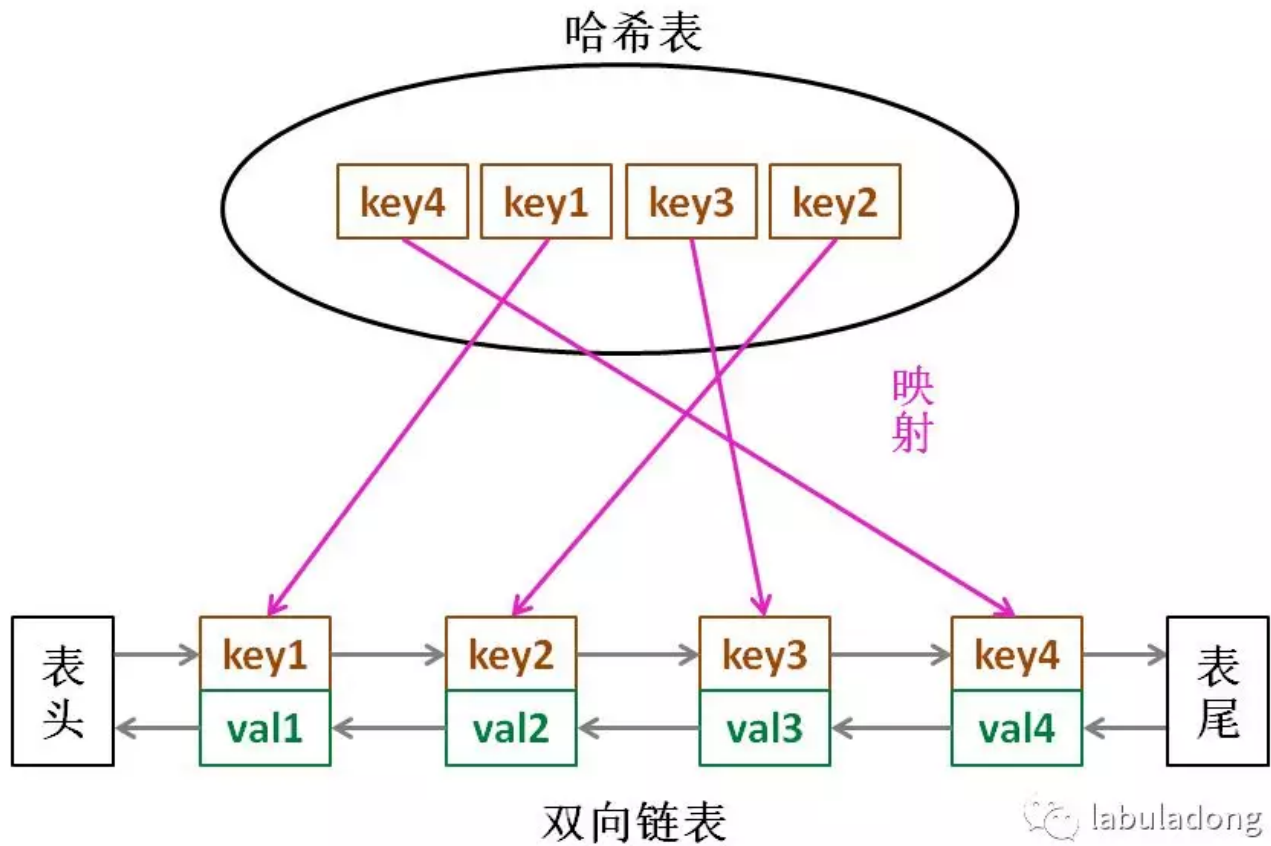 哈希表
key4 key1 key3 key2
映
射
表
头
key1 key2 key3 key4
val1 val2 val3 val4
表
尾
双向链表
labuladong